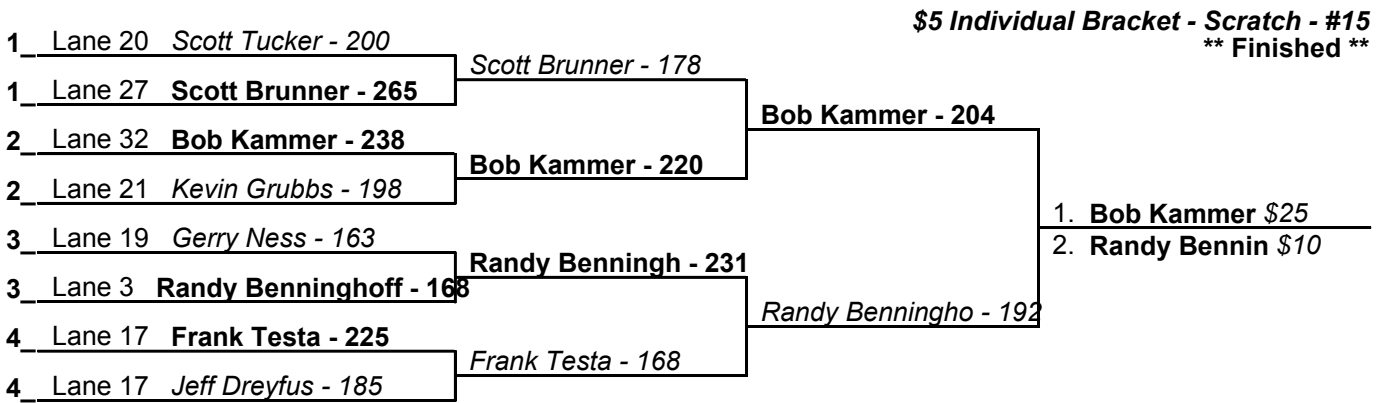 $5 Individual Bracket - Scratch - #15
** Finished **
1_ Lane 20 Scott Tucker - 200
1_ Lane 27 Scott Brunner - 265
2_ Lane 32 Bob Kammer - 238
2_ Lane 21 Kevin Grubbs - 198
3_ Lane 19 Gerry Ness - 163
3_ Lane 3 Randy Benninghoff - 168
4_ Lane 17 Frank Testa - 225
4_ Lane 17 Jeff Dreyfus - 185
Scott Brunner - 178
Bob Kammer - 220
Randy Benningh - 231
Frank Testa - 168
Bob Kammer - 204
Randy Benningho - 192
1. Bob Kammer $25
2. Randy Bennin $10